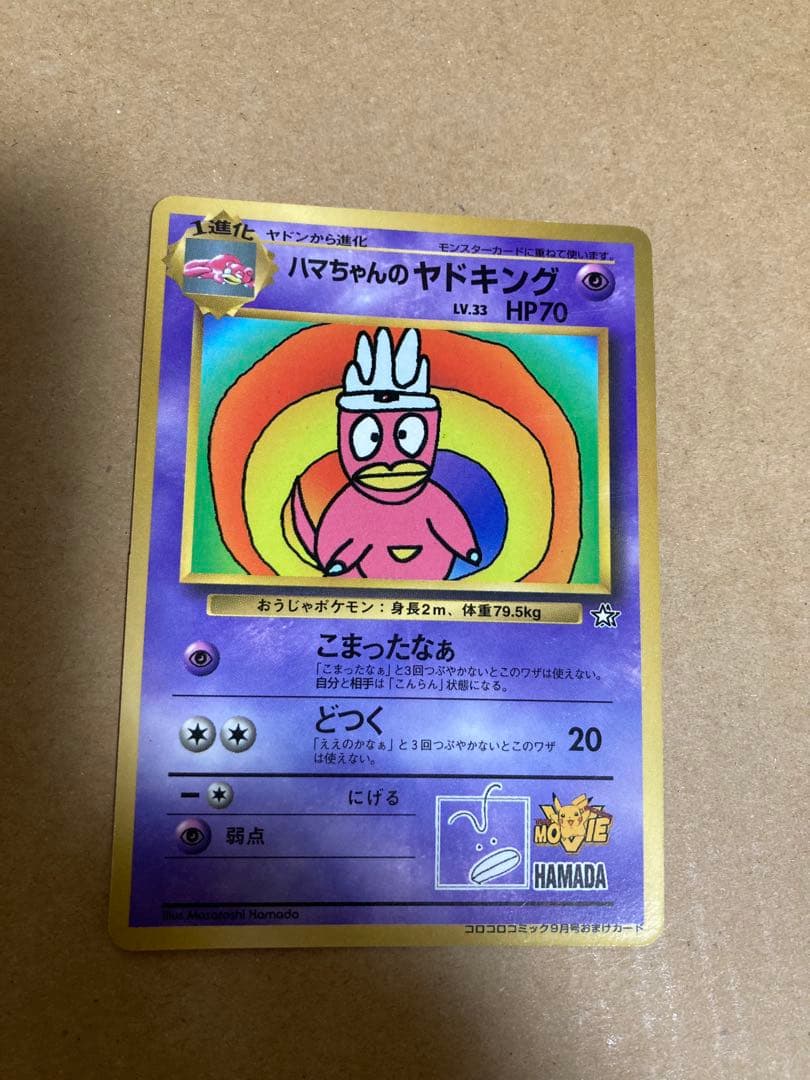 1進化 ヤドンから進化 モンスターカードに重ねて使います。
ハマちゃんの ヤドキング
LV.33 HP70
おうじゃポケモン：身長2m、体重79.5kg
こまったなぁ
「こまったなぁ」と3回つぶやかないとこのワザは使えない。
自分と相手は「こんらん」状態になる。
どつく 20
「ええのかなぁ」と3回つぶやかないとこのワザ
は使えない。
にげる
弱点
MOVIE
HAMADA
Illus.Masatoshi Hamada
コロコロコミック9月号おまけカード